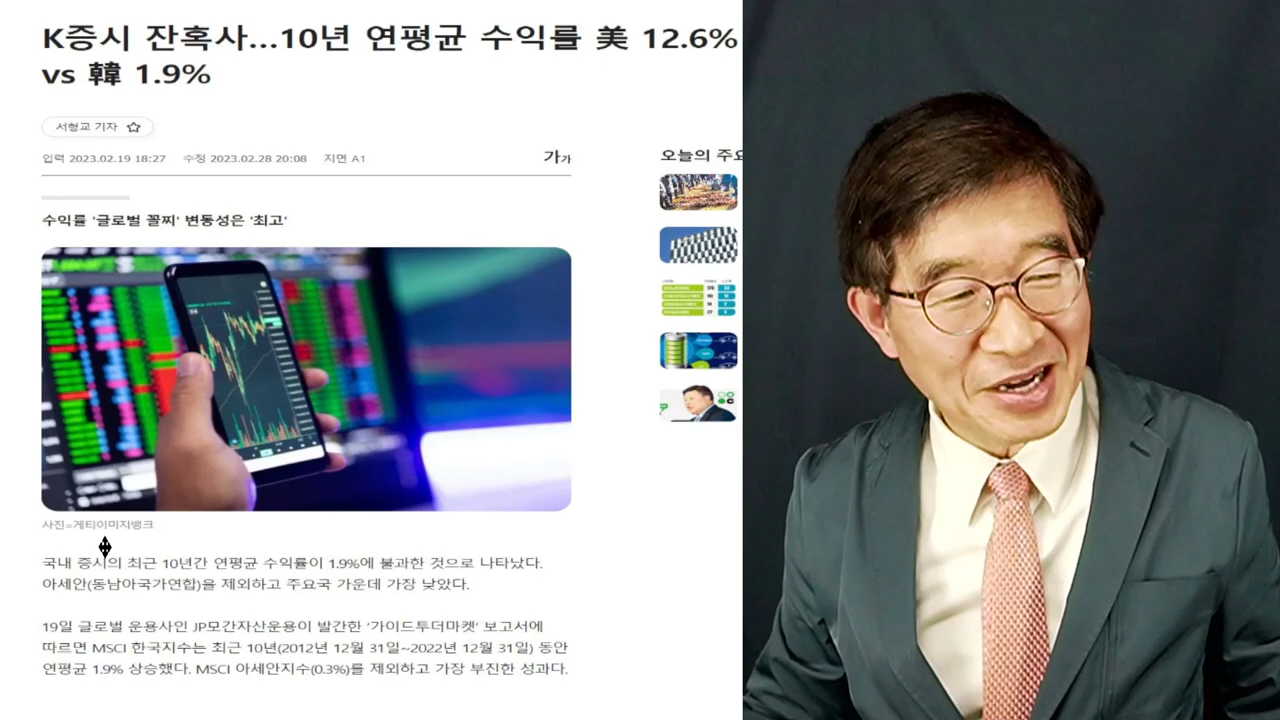 K증시 잔혹사...10년 연평균 수익률 美 12.6%
vs 韓 1.9%
서형교 기자
입력 2023.02.19 18:27 수정 2023.02.28 20:08 지면 A1
가가
오늘의 주요
수익률 '글로벌 꼴찌' 변동성은 '최고'
사진=게티이미지뱅크
국내 증시의 최근 10년간 연평균 수익률이 1.9%에 불과한 것으로 나타났다.
아세안(동남아국가연합)을 제외하고 주요국 가운데 가장 낮았다.
19일 글로벌 운용사인 JP모간자산운용이 발간한 '가이드투더마켓' 보고서에
따르면 MSCI 한국지수는 최근 10년(2012년 12월 31일~2022년 12월 31일) 동안
연평균 1.9% 상승했다. MSCI 아세안지수(0.3%)를 제외하고 가장 부진한 성과다.